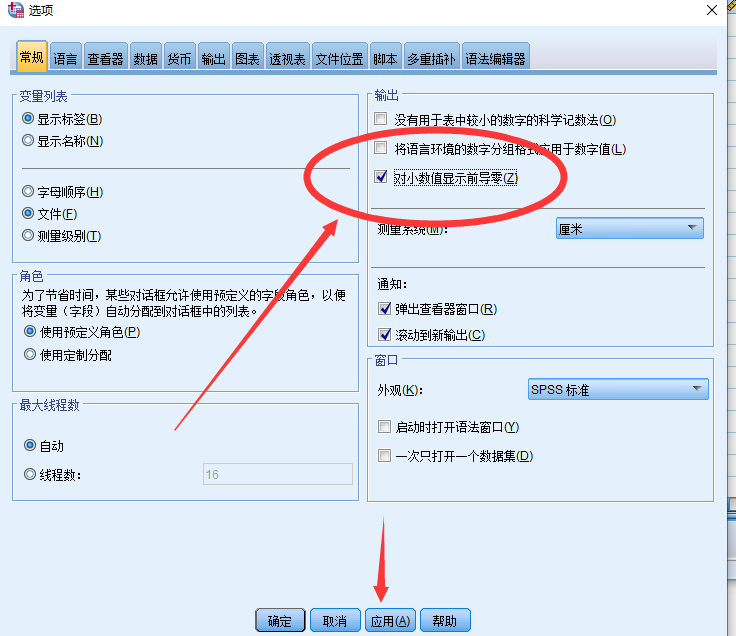 选项
常规 语言 查看器 数据 货币 输出 图表 透视表 文件位置 脚本 多重插补 语法编辑器
变量列表
显示标签(B)
显示名称(N)
字母顺序(H)
文件(F)
测量级别(T)
角色
为了节省时间，某些对话框允许使用预定义的字段角色，以便
将变量（字段）自动分配到对话框中的列表。
使用预定义角色(P)
使用定制分配
最大线程数
自动
线程数：
16
输出
没有用于表中较小的数字的科学记数法(O)
将语言环境的数字分组格式应用于数字值(L)
对小数值显示前导零(Z)
测量系统(M)：
厘米
通知：
弹出查看器窗口(R)
滚动到新输出(C)
窗口
外观(K)：
SPSS 标准
启动时打开语法窗口(Y)
一次只打开一个数据集(D)
确定 取消 应用(A) 帮助